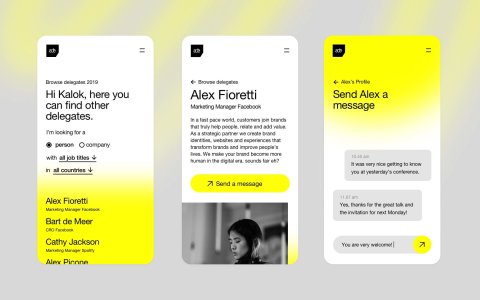 adc
Browse delegates 2019
Hi Kalok, here you
can find other
delegates.
I'm looking for a
person
company
with all job titles ↓
in all countries ↓
Alex Fioretti
Marketing Manager Facebook
Bart de Meer
CRO Facebook
Cathy Jackson
Marketing Manager Spotify
Alex Picone
adc
← Browse delegates
Alex Fioretti
Marketing Manager Facebook
In a fast pace world, customers join brands
that truly help people, relate and add value.
As a strategic partner we create brand
identities, websites and experiences that
transform brands and improve people's
lives. We make your brand become more
human in the digital era. sounds fair eh?
↗ Send a message
adc
← Alex's Profile
Send Alex a
message
10.46 am
It was very nice getting to know
you at yesterday's conference.
11.07 am
Yes, thanks for the great talk and
the invitation for next Monday!
You are very welcome!